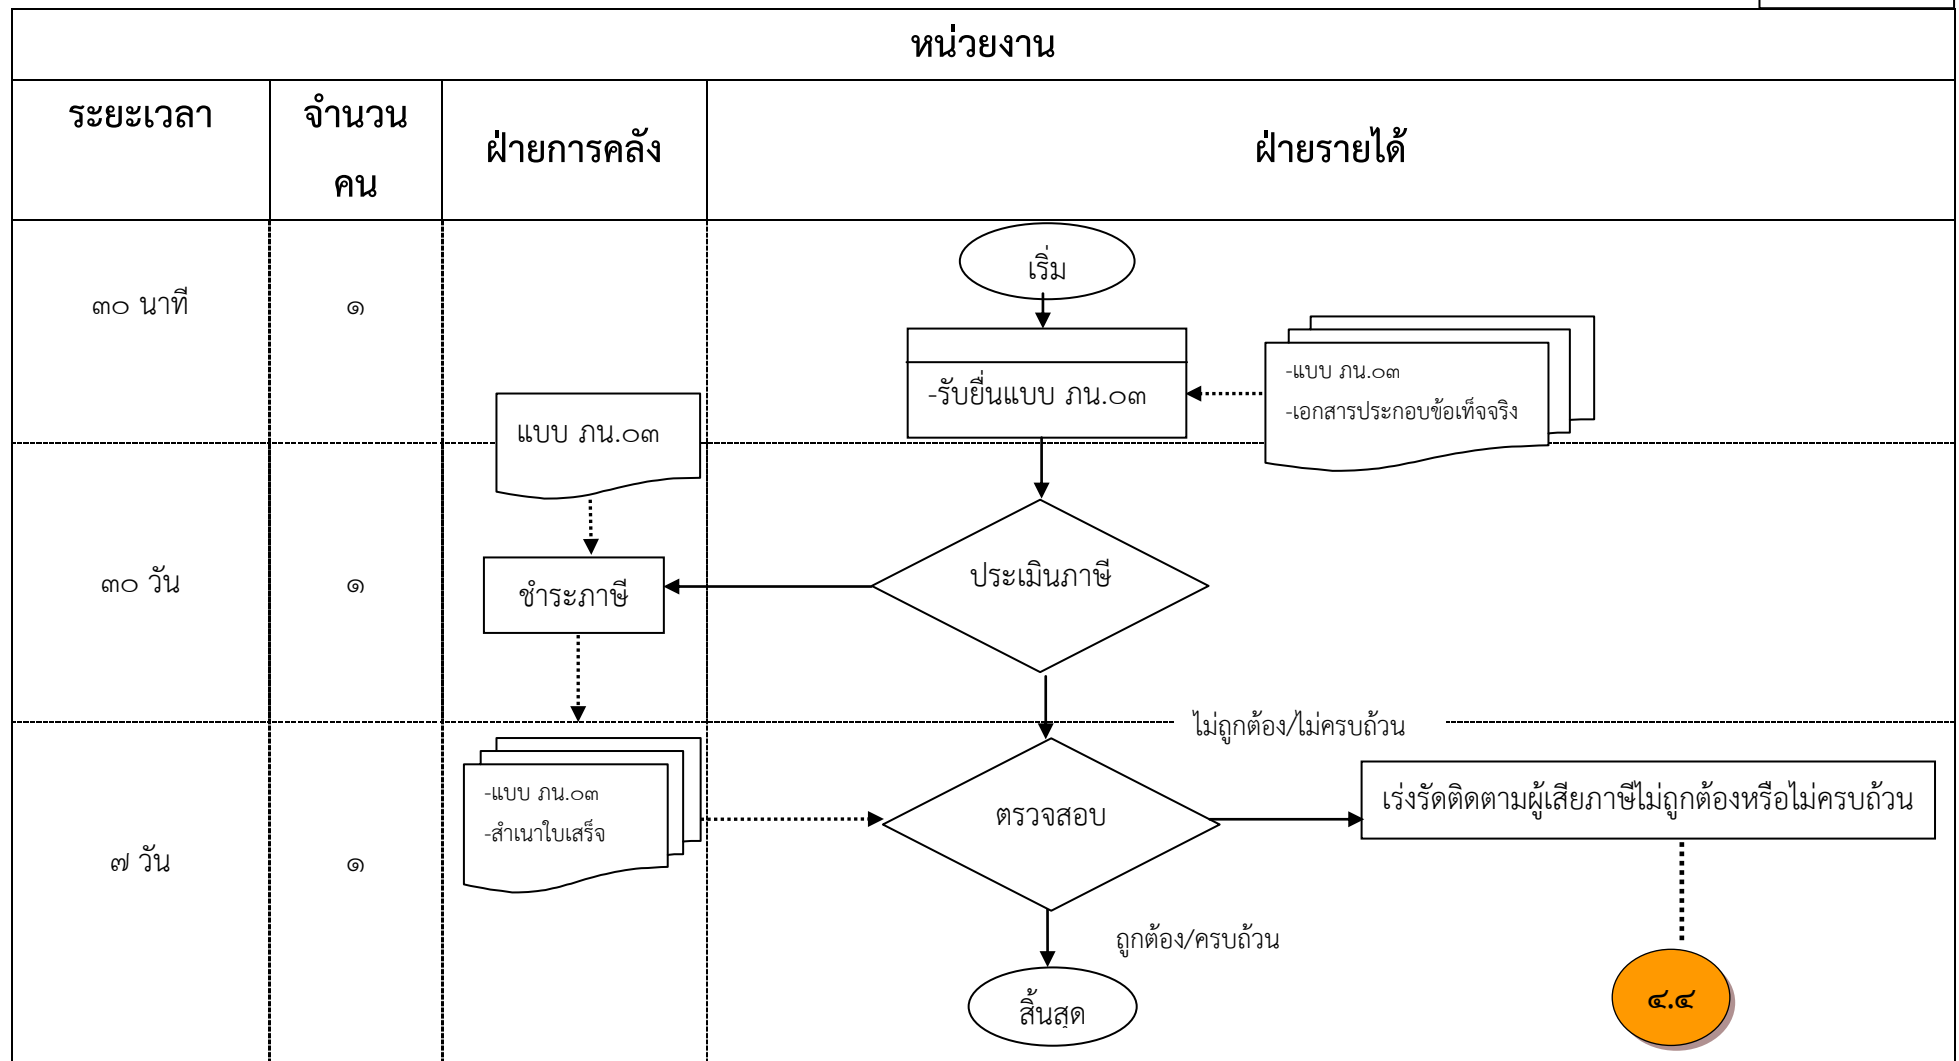 หน่วยงาน
ระยะเวลา
จำนวน
คน
ฝ่ายการคลัง
ฝ่ายรายได้
เริ่ม
๓๐ นาที
๑
-รับยื่นแบบ ภน.๐๓
-แบบ ภน.๐๓
-เอกสารประกอบข้อเท็จจริง
แบบ ภน.๐๓
๓๐ วัน
๑
ชำระภาษี
ประเมินภาษี
ไม่ถูกต้อง/ไม่ครบถ้วน
-แบบ ภน.๐๓
-สำเนาใบเสร็จ
ตรวจสอบ
เร่งรัดติดตามผู้เสียภาษีไม่ถูกต้องหรือไม่ครบถ้วน
๗ วัน
๑
ถูกต้อง/ครบถ้วน
สิ้นสุด
๔.๔